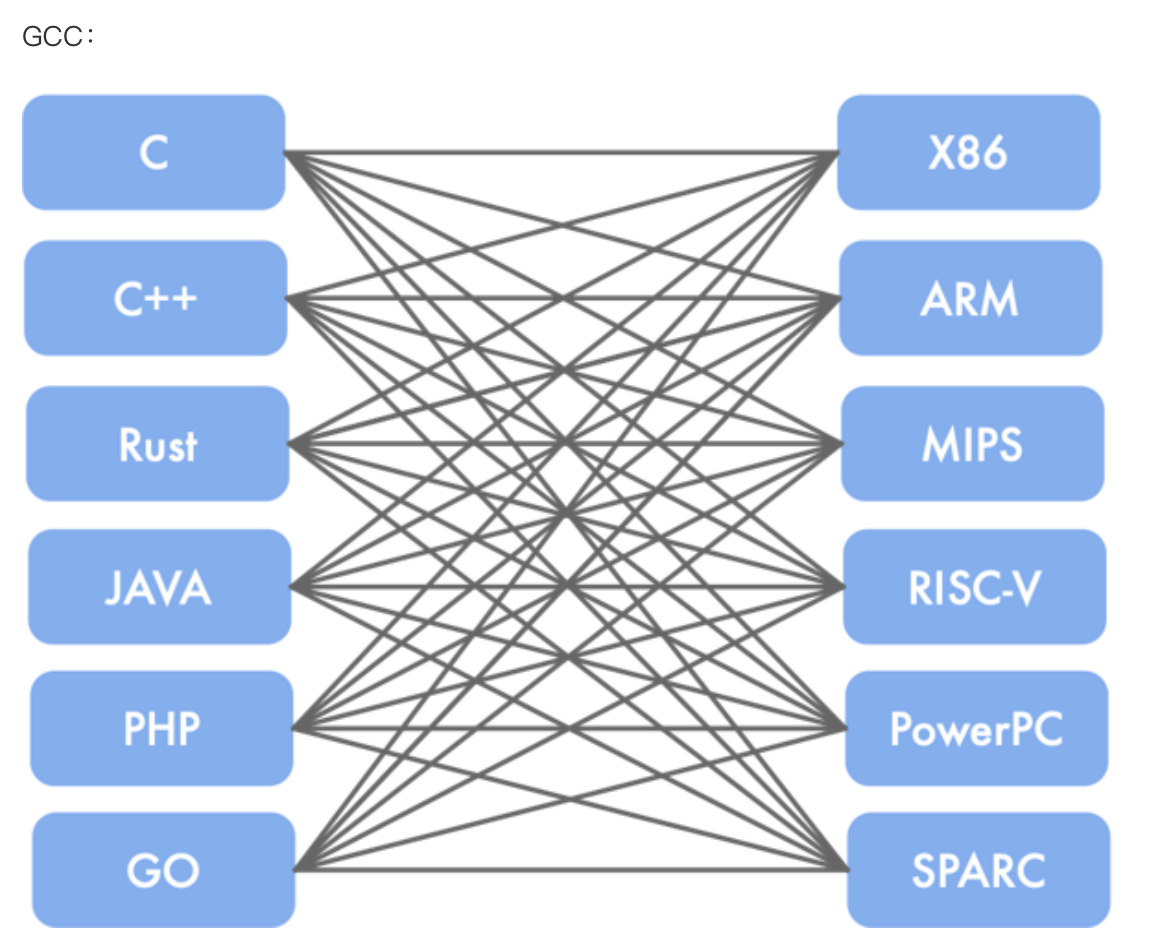 GCC：
C
X86
C++
ARM
Rust
MIPS
JAVA
RISC-V
PHP
PowerPC
GO
SPARC